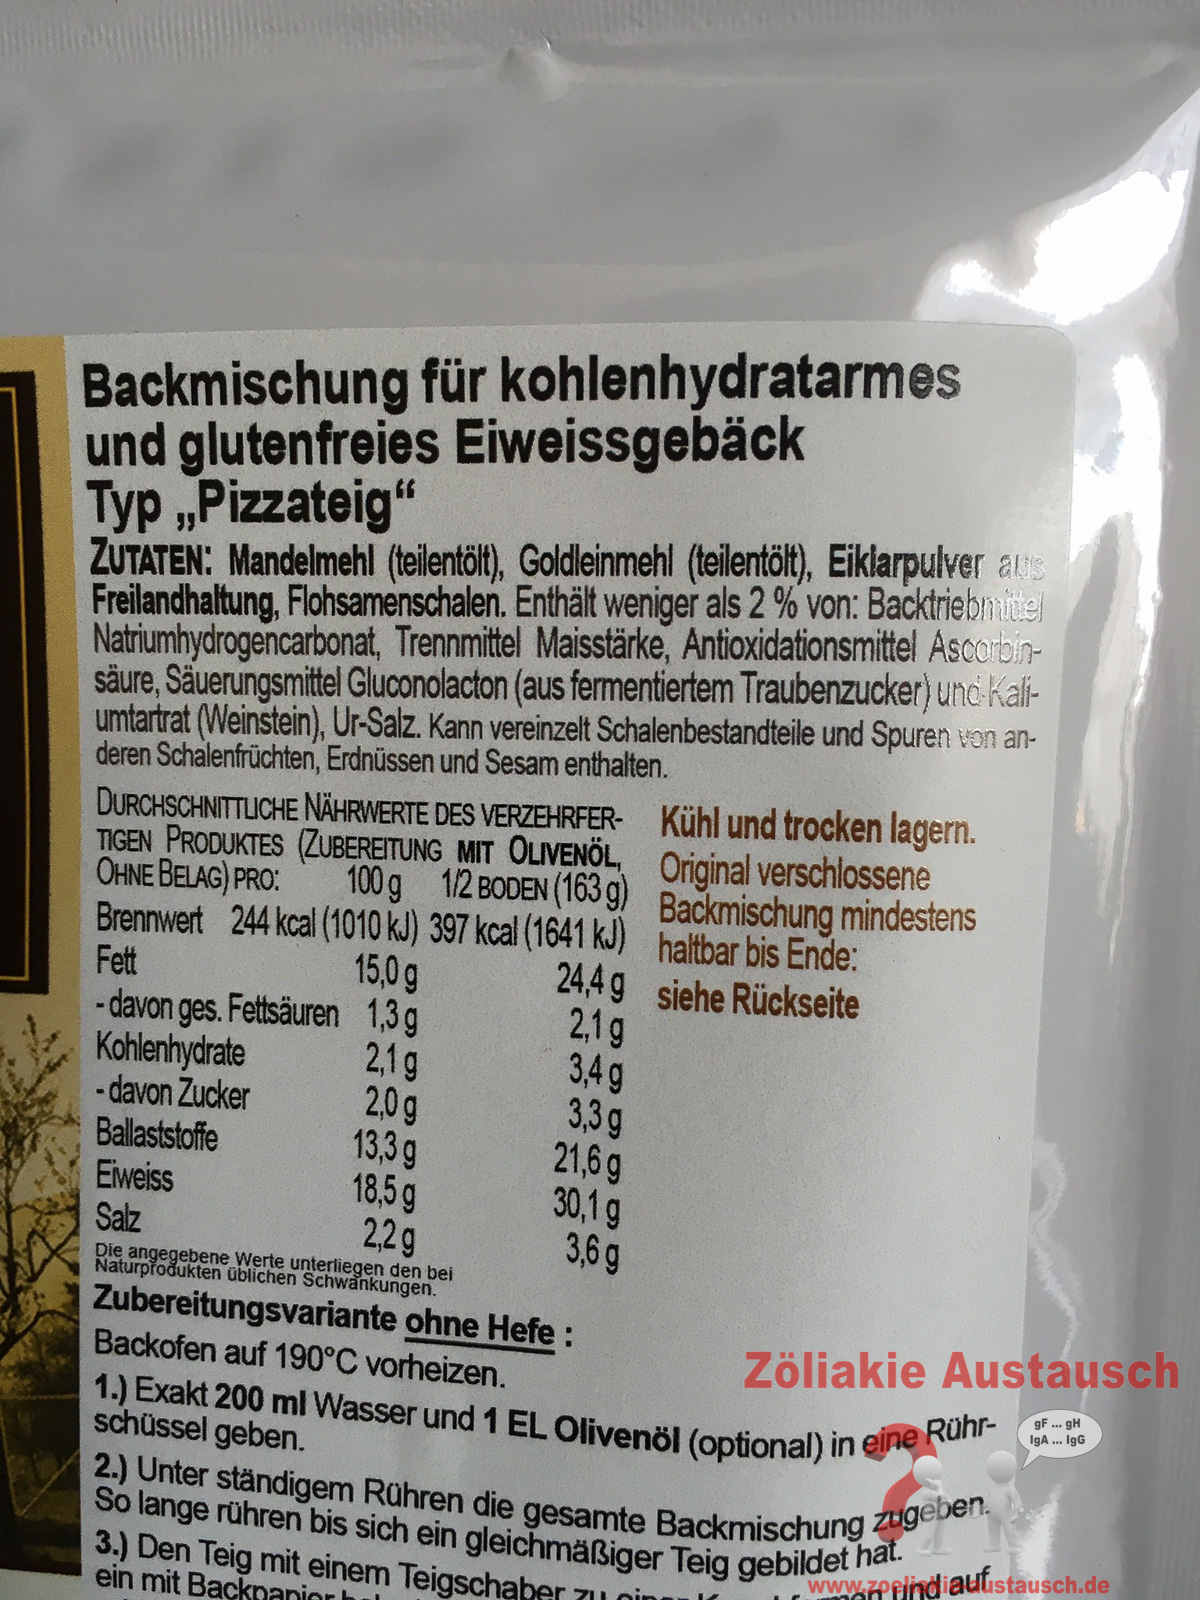 Backmischung für kohlenhydratarmes
und glutenfreies Eiweissgebäck
Typ „Pizzateig“
ZUTATEN: Mandelmehl (teilentölt), Goldleinmehl (teilentölt), Eiklarpulver aus
Freilandhaltung, Flohsamenschalen. Enthält weniger als 2 % von: Backtriebmittel
Natriumhydrogencarbonat, Trennmittel Maisstärke, Antioxidationsmittel Ascorbin-
säure, Säuerungsmittel Gluconolacton (aus fermentiertem Traubenzucker) und Kali-
umtartrat (Weinstein), Ur-Salz. Kann vereinzelt Schalenbestandteile und Spuren von an-
deren Schalenfrüchten, Erdnüssen und Sesam enthalten.
DURCHSCHNITTLICHE NÄHRWERTE DES VERZEHRFER-
TIGEN PRODUKTES (ZUBEREITUNG MIT OLIVENÖL,
OHNE BELAG) PRO: 100 g 1/2 BODEN (163 g)
Brennwert 244 kcal (1010 kJ) 397 kcal (1641 kJ)
Fett 15,0 g 24,4 g
- davon ges. Fettsäuren 1,3 g 2,1 g
Kohlenhydrate 2,1 g 3,4 g
- davon Zucker 2,0 g 3,3 g
Ballaststoffe 13,3 g 21,6 g
Eiweiss 18,5 g 30,1 g
Salz 2,2 g 3,6 g
Die angegebene Werte unterliegen den bei
Naturprodukten üblichen Schwankungen.
Kühl und trocken lagern.
Original verschlossene
Backmischung mindestens
haltbar bis Ende:
siehe Rückseite
Zubereitungsvariante ohne Hefe :
Backofen auf 190°C vorheizen.
1.) Exakt 200 ml Wasser und 1 EL Olivenöl (optional) in eine Rühr-
schüssel geben.
2.) Unter ständigem Rühren die gesamte Backmischung zugeben.
So lange rühren bis sich ein gleichmäßiger Teig gebildet hat.
3.) Den Teig mit einem Teigschaber zu und auf
ein mit Backpapier
Zöliakie Austausch
gF ... gH
IgA ... IgG
www.zoeliakie-austausch.de